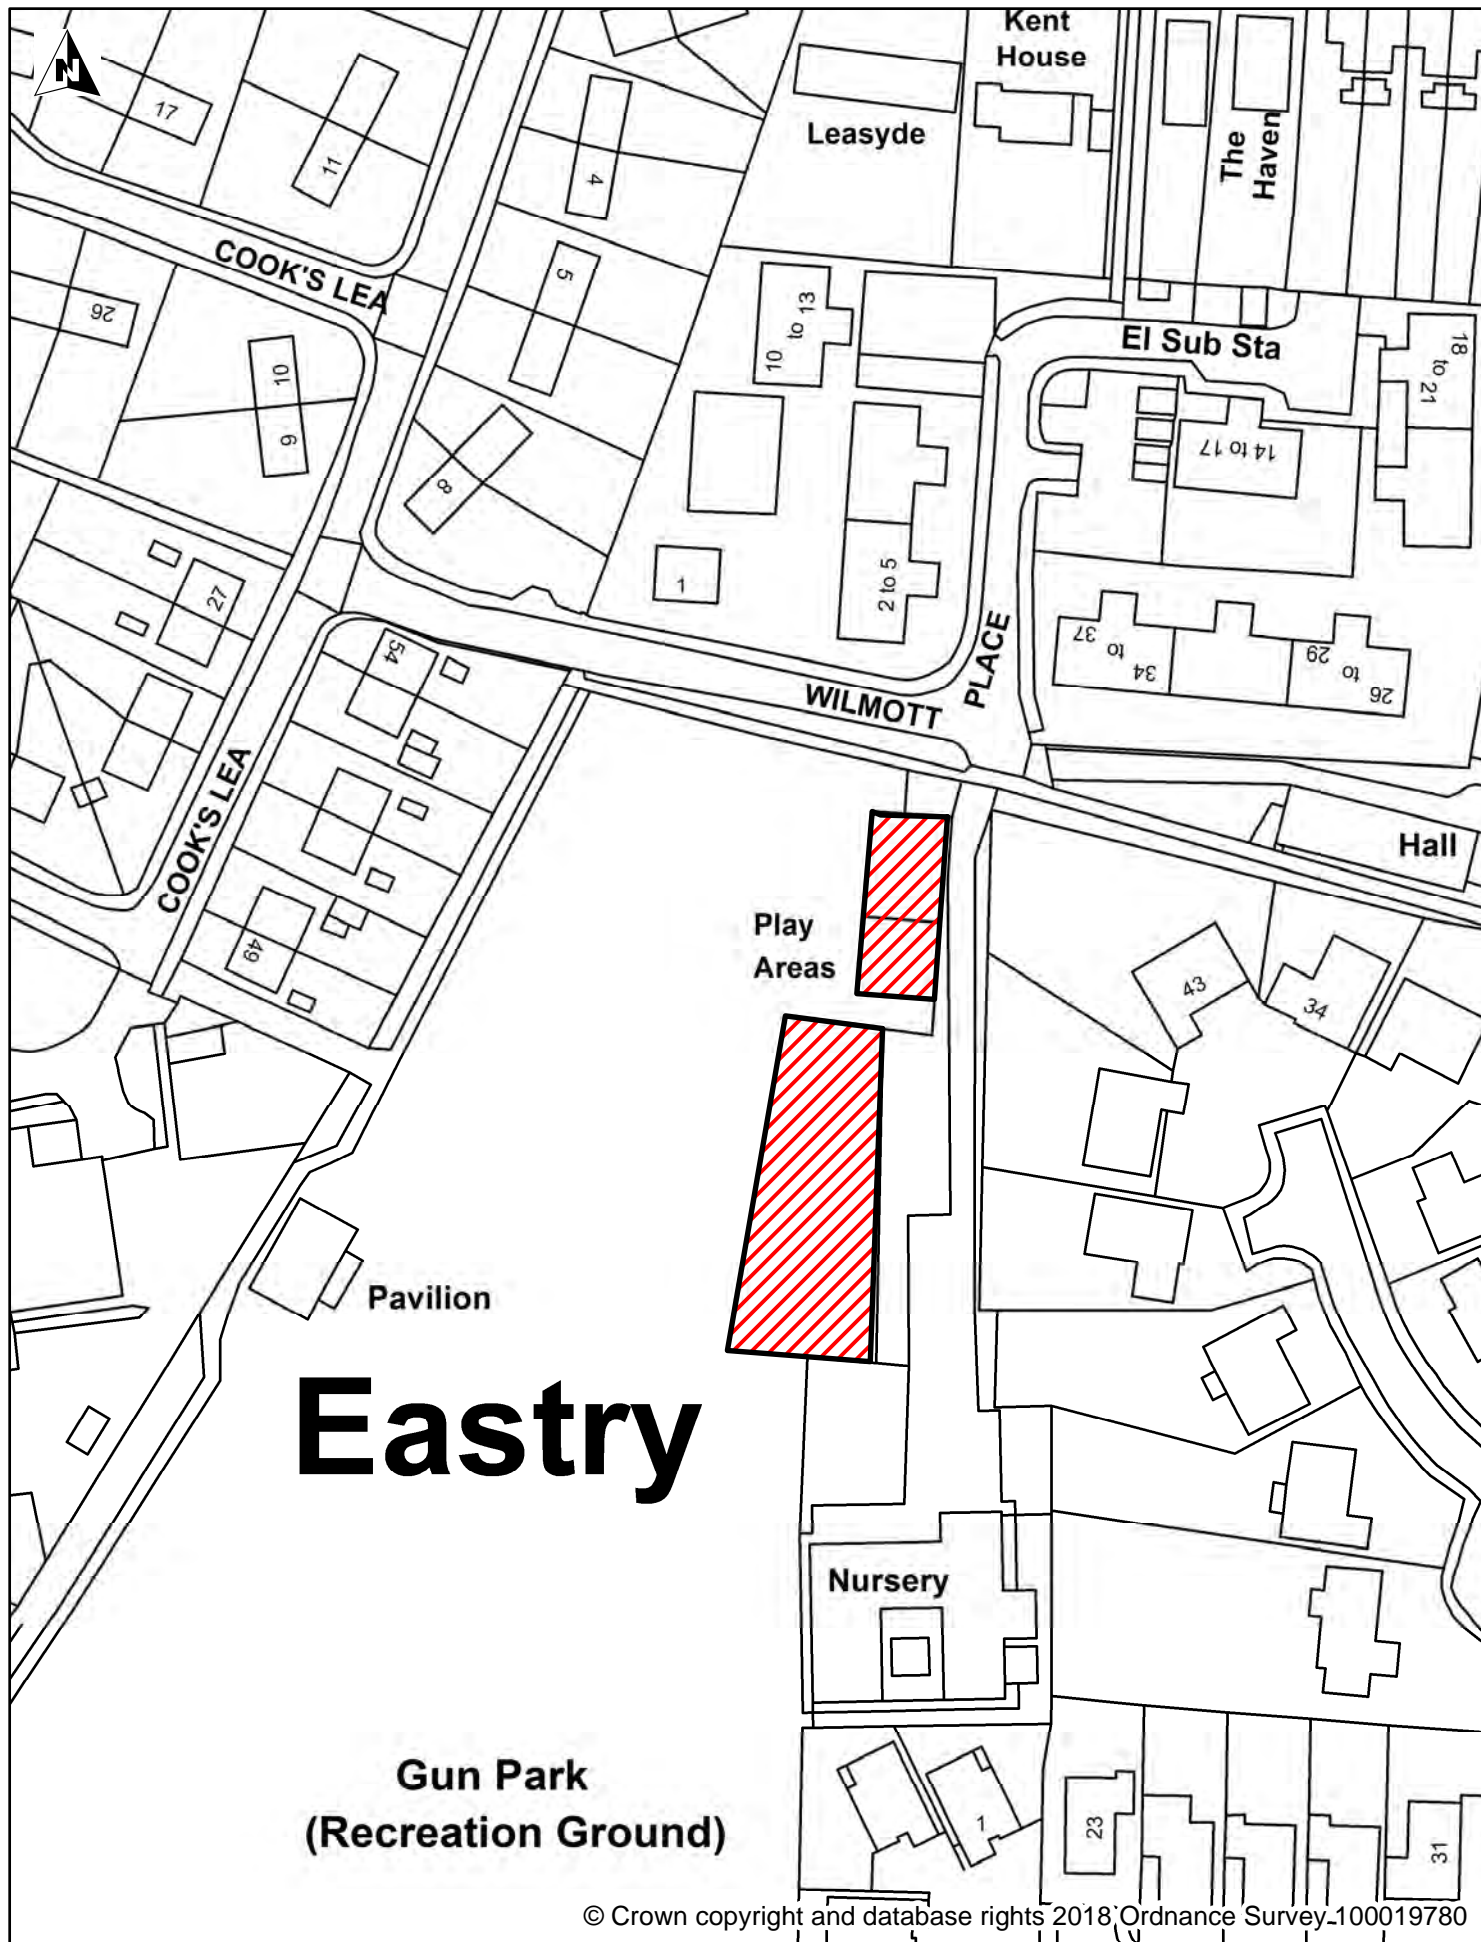 N
Kent
House
Leasyde
The
Haven
17
11
4
COOK'S LEA
5
26
10
9
10
to
13
El Sub Sta
18
to
21
14 to 17
8
27
1
2 to 5
37
to
34
29
to
26
54
WILMOTT
PLACE
COOK'S LEA
Hall
Play
Areas
49
43
34
Pavilion
Eastry
Nursery
Gun Park
(Recreation Ground)
1
23
31
© Crown copyright and database rights 2018 Ordnance Survey 100019780